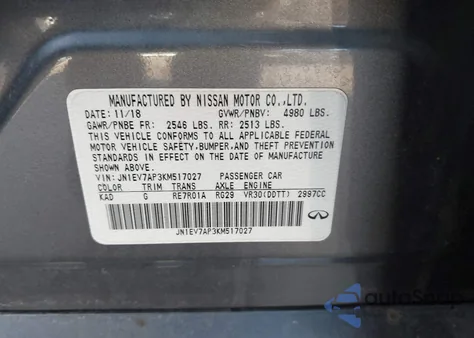 MANUFACTURED BY NISSAN MOTOR CO.,LTD.
DATE: 11/18 GVWR/PNBV: 4980 LBS.
GAWR/PNBE FR: 2546 LBS. RR: 2513 LBS.
THIS VEHICLE CONFORMS TO ALL APPLICABLE FEDERAL
MOTOR VEHICLE SAFETY,BUMPER,AND THEFT PREVENTION
STANDARDS IN EFFECT ON THE DATE OF MANUFACTURE
SHOWN ABOVE.
VIN: JN1EV7AP3KM517027 PASSENGER CAR
COLOR TRIM TRANS AXLE ENGINE
KAD G RE7R01A RG29 VR30(DDTT) 2997CC
JN1EV7AP3KM517027
autoSnap